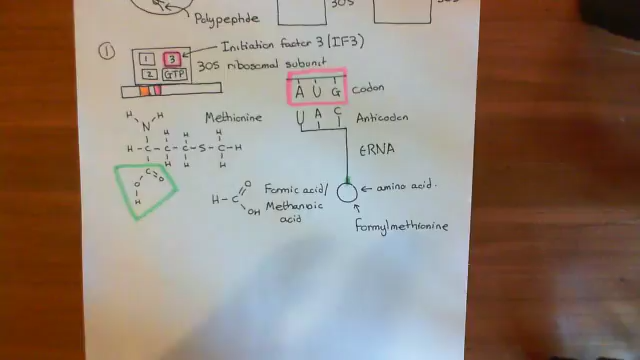 Polypeptide
30S
① Initiation factor 3 (IF3)
1 3
2 GTP
30S ribosomal subunit
A U G Codon
U A C Anticodon
tRNA
Methionine
H H
N H H H
H-C-C-C-S-C-H
H H H
C
O O
H
H-C O
OH
Formic acid/
Methanoic
acid
amino acid.
Formylmethionine